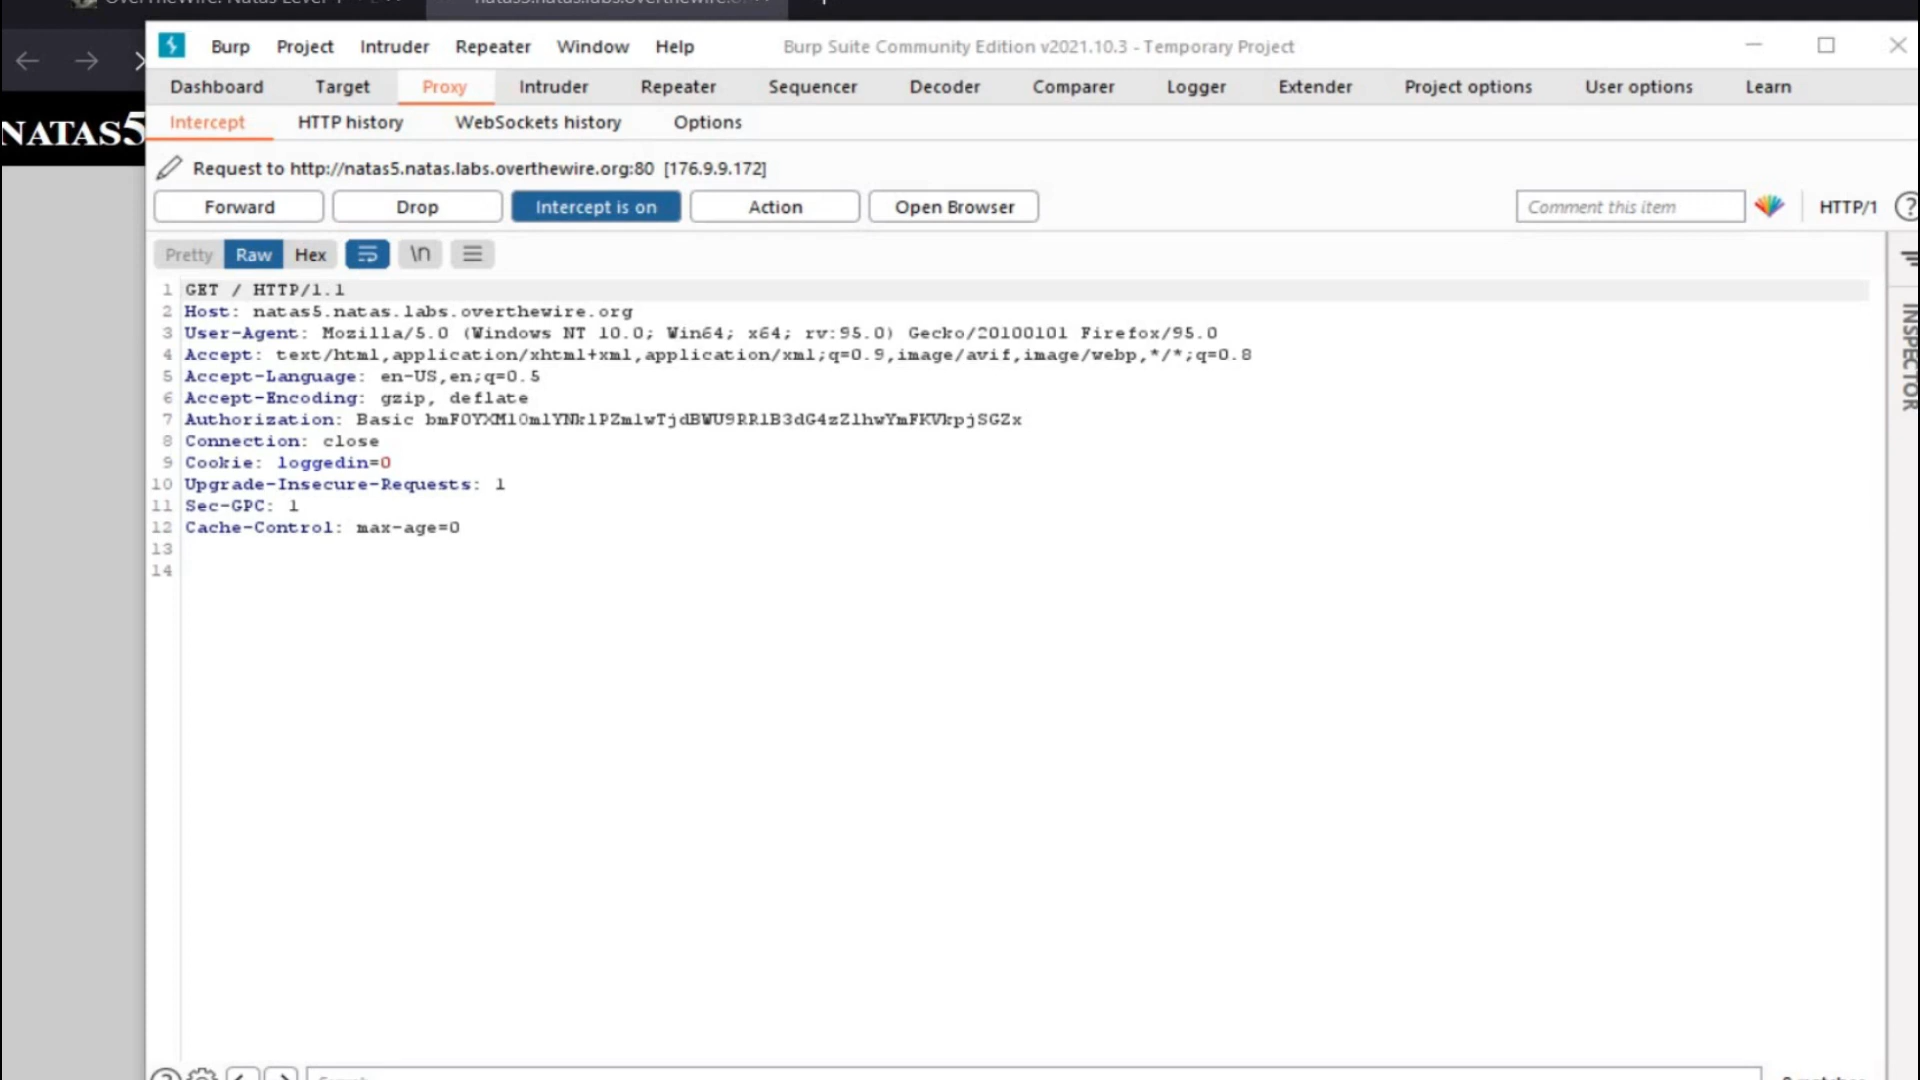 NATAS5
Burp Project Intruder Repeater Window Help Burp Suite Community Edition v2021.10.3 - Temporary Project
Dashboard Target Proxy Intruder Repeater Sequencer Decoder Comparer Logger Extender Project options User options Learn
Intercept HTTP history WebSockets history Options
Request to http://natas5.natas.labs.overthewire.org:80 [176.9.9.172]
Forward Drop Intercept is on Action Open Browser Comment this item HTTP/1 ?
Pretty Raw Hex \n
INSPECTOR
1 GET / HTTP/1.1
2 Host: natas5.natas.labs.overthewire.org
3 User-Agent: Mozilla/5.0 (Windows NT 10.0; Win64; x64; rv:95.0) Gecko/20100101 Firefox/95.0
4 Accept: text/html,application/xhtml+xml,application/xml;q=0.9,image/avif,image/webp,*/*;q=0.8
5 Accept-Language: en-US,en;q=0.5
6 Accept-Encoding: gzip, deflate
7 Authorization: Basic
8 Connection: close
9 Cookie: loggedin=0
10 Upgrade-Insecure-Requests: 1
11 Sec-GPC: 1
12 Cache-Control: max-age=0
13
14